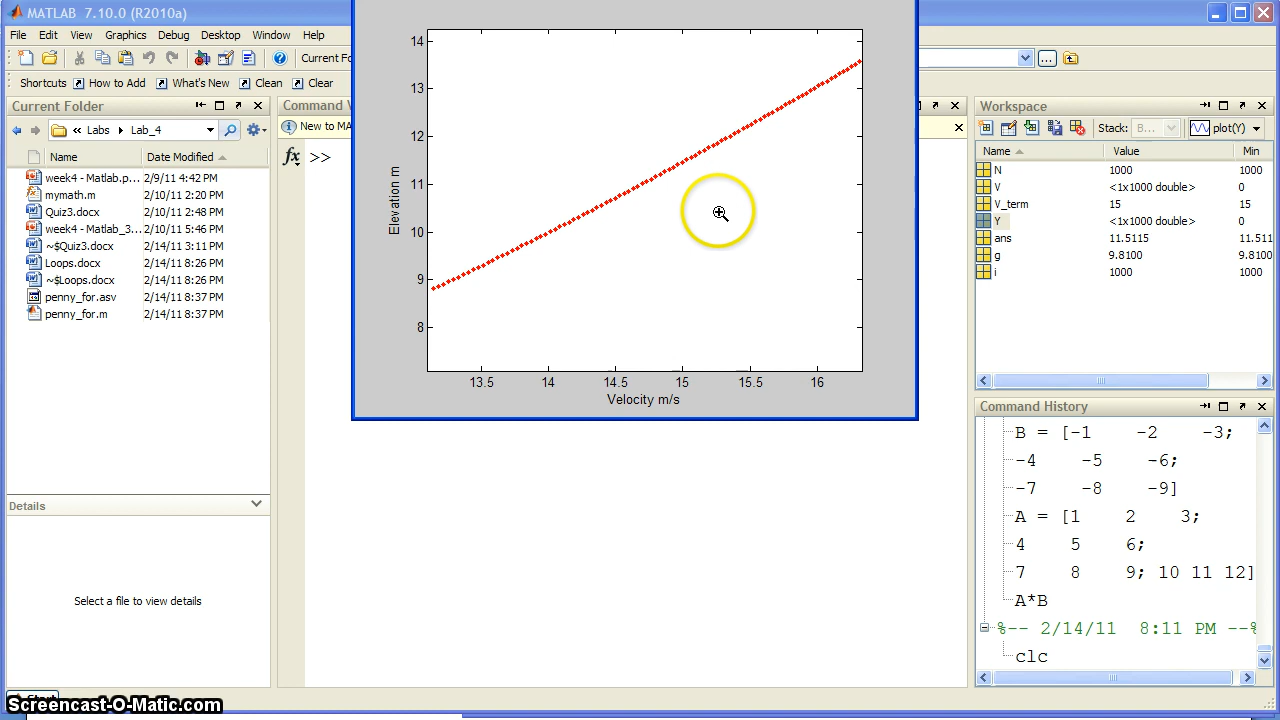 MATLAB 7.10.0 (R2010a)
File Edit View Graphics Debug Desktop Window Help
Current Fo
Shortcuts How to Add What's New Clean Clear
Current Folder
« Labs Lab_4
Name Date Modified
week4 - Matlab.p... 2/9/11 4:42 PM
mymath.m 2/10/11 2:20 PM
Quiz3.docx 2/10/11 2:48 PM
week4 - Matlab_3... 2/10/11 5:46 PM
~$Quiz3.docx 2/14/11 3:11 PM
Loops.docx 2/14/11 8:26 PM
~$Loops.docx 2/14/11 8:26 PM
penny_for.asv 2/14/11 8:37 PM
penny_for.m 2/14/11 8:37 PM
Details
Select a file to view details
Command
New to MA
fx >>
14
13
12
11
10
9
8
Elevation m
13.5 14 14.5 15 15.5 16
Velocity m/s
Workspace
Stack: B... plot(Y)
Name Value Min
N 1000 1000
V <1x1000 double> 0
V_term 15 15
Y <1x1000 double> 0
ans 11.5115 11.511
g 9.8100 9.8100
i 1000 1000
Command History
B = [-1 -2 -3;
-4 -5 -6;
-7 -8 -9]
A = [1 2 3;
4 5 6;
7 8 9; 10 11 12]
A*B
%-- 2/14/11 8:11 PM --%
clc
Screencast-O-Matic.com